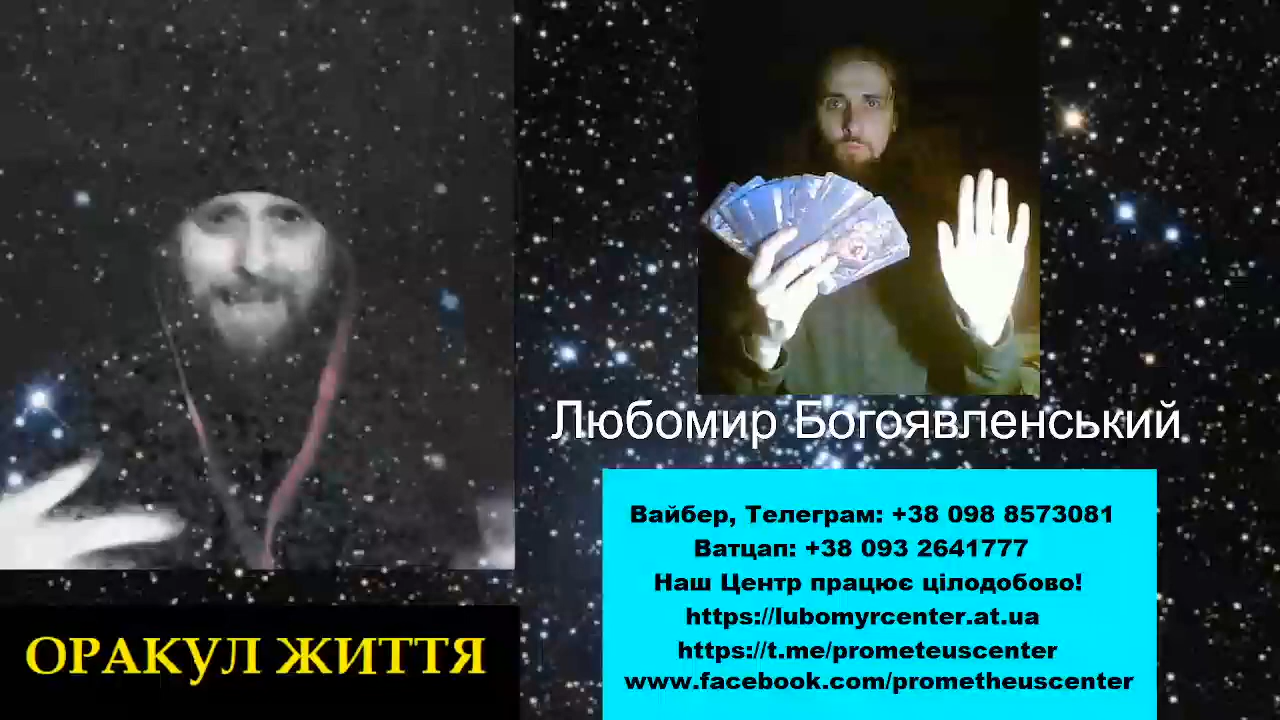 Любомир Богоявленський
Вайбер, Телеграм: +38 098 8573081
Ватцап: +38 093 2641777
Наш Центр працює цілодобово!
https://lubomyrcenter.at.ua
https://t.me/prometeuscenter
www.facebook.com/prometheuscenter
ОРАКУЛ ЖИТТЯ